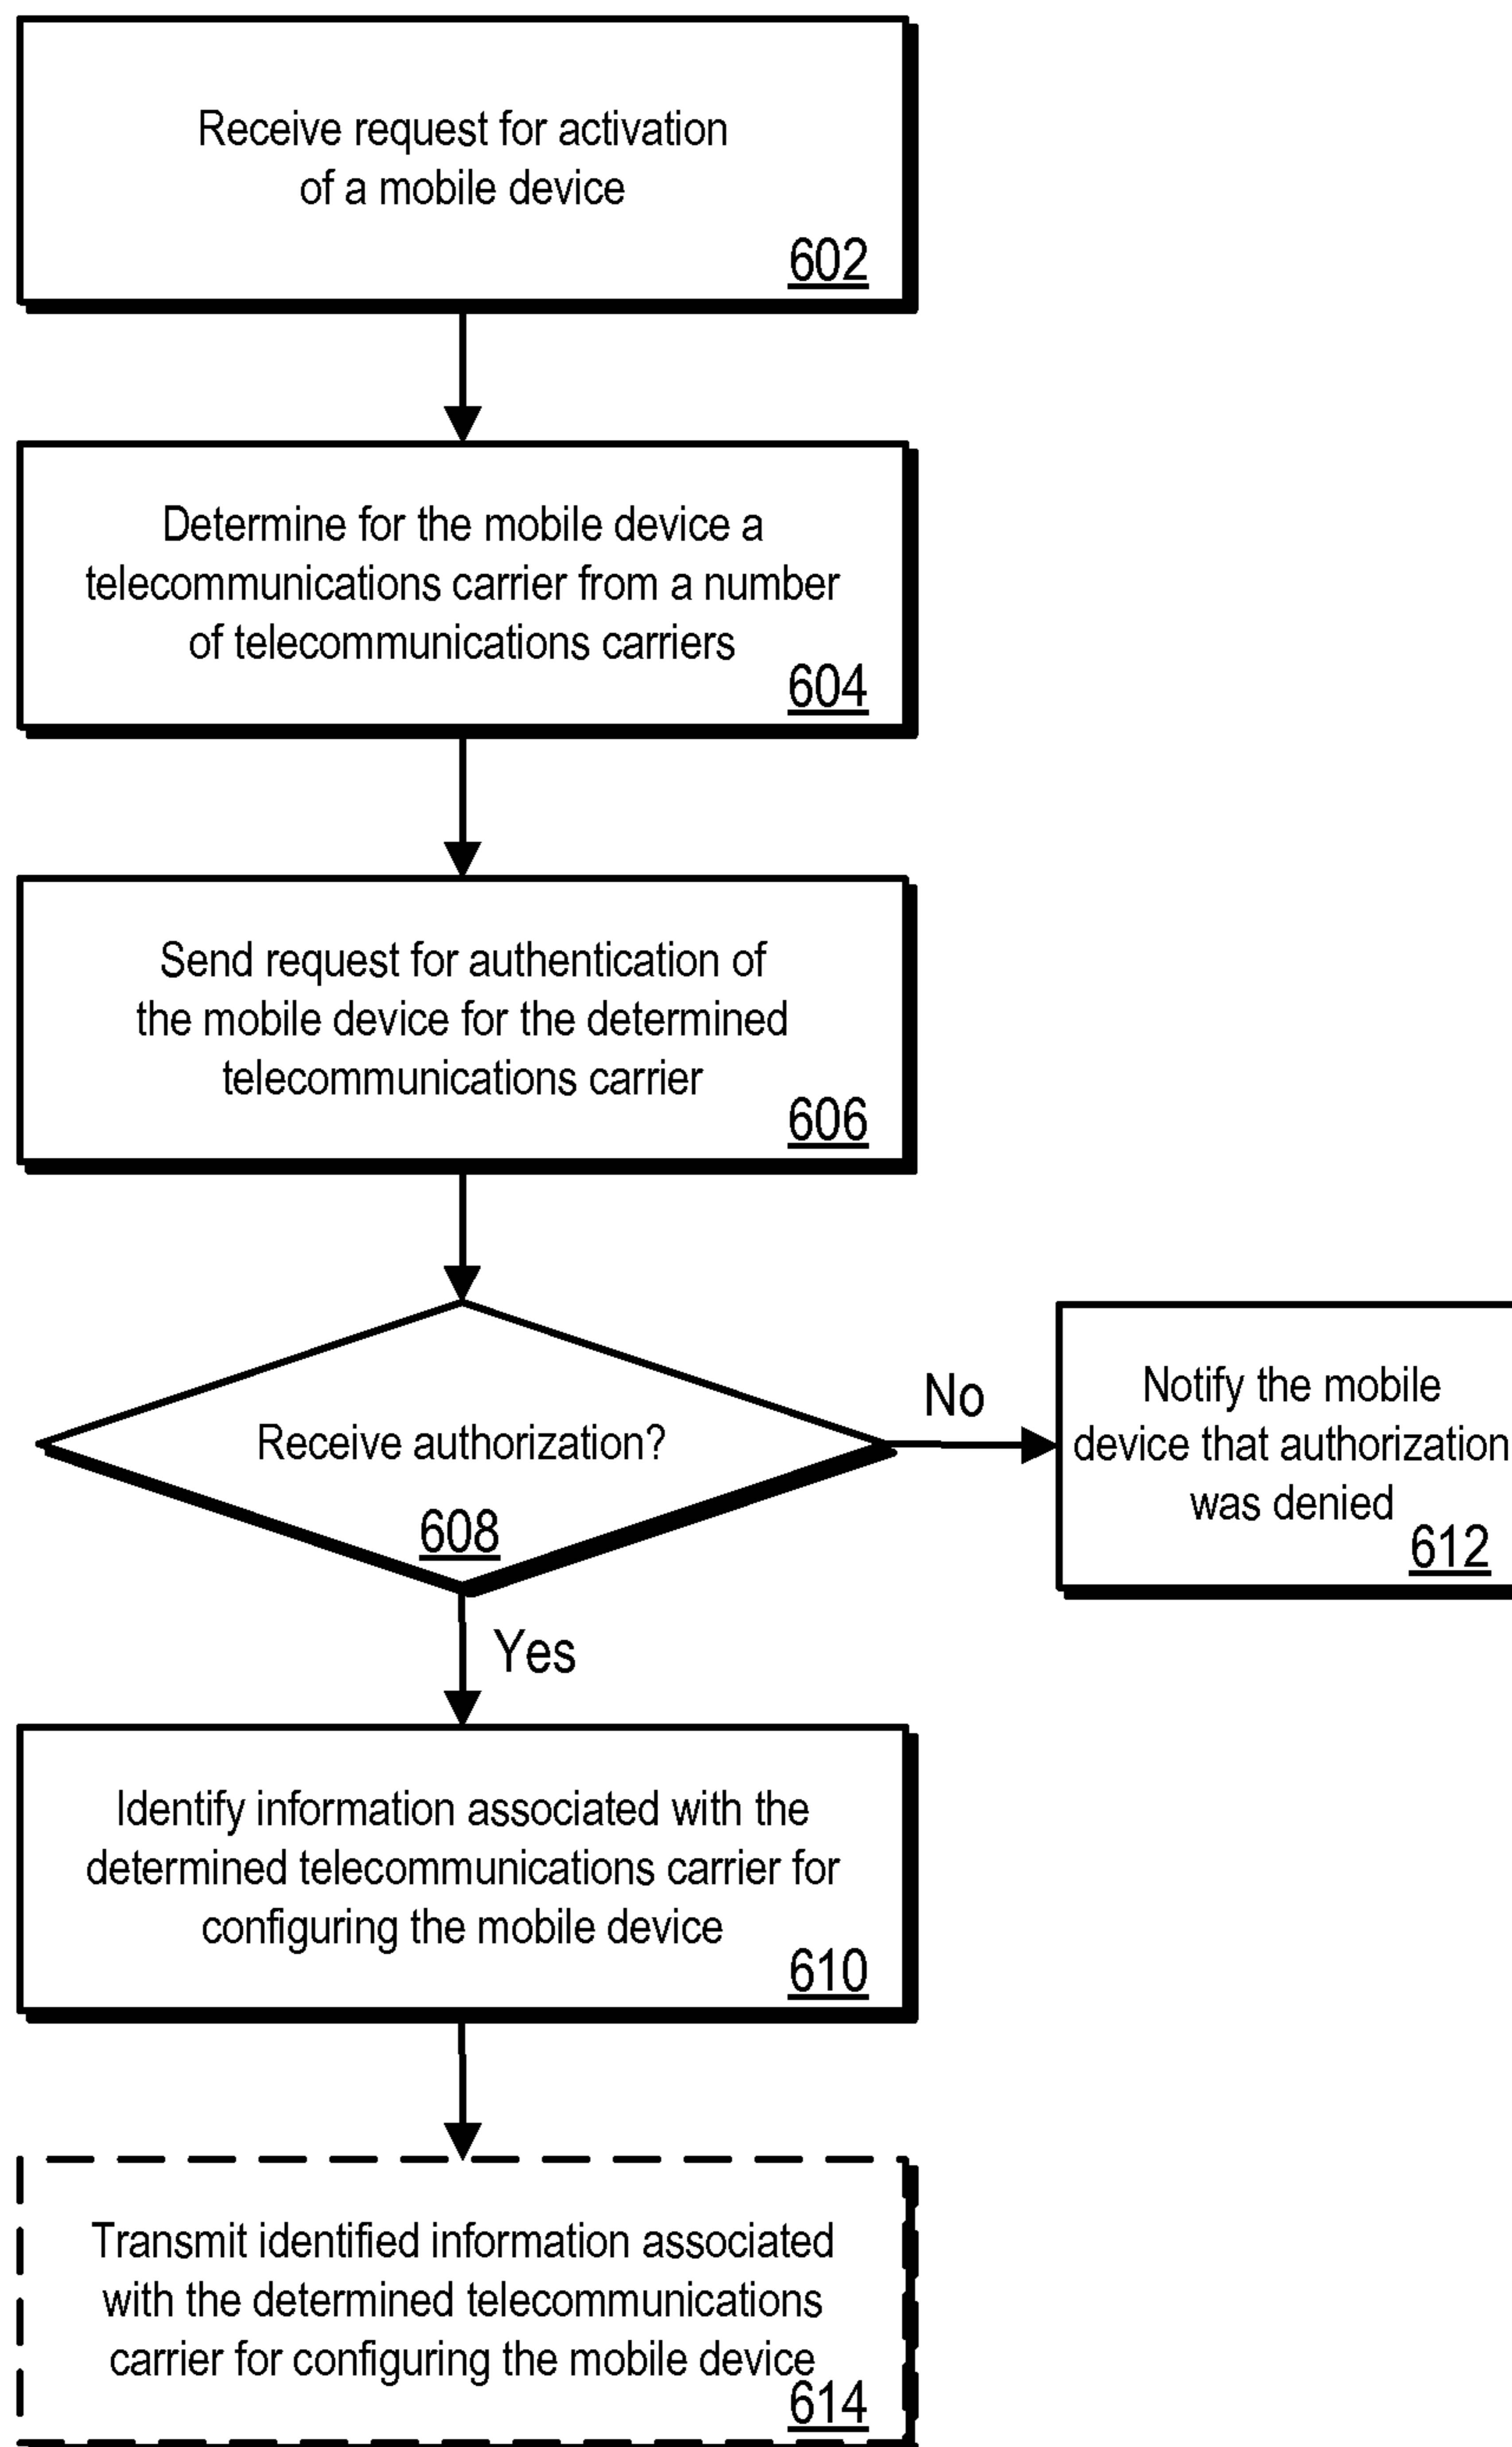 Receive request for activation
of a mobile device
602
Determine for the mobile device a
telecommunications carrier from a number
of telecommunications carriers
604
Send request for authentication of
the mobile device for the determined
telecommunications carrier
606
Receive authorization?
608
No
Notify the mobile
device that authorization
was denied
612
Yes
Identify information associated with the
determined telecommunications carrier for
configuring the mobile device
610
Transmit identified information associated
with the determined telecommunications
carrier for configuring the mobile device
614